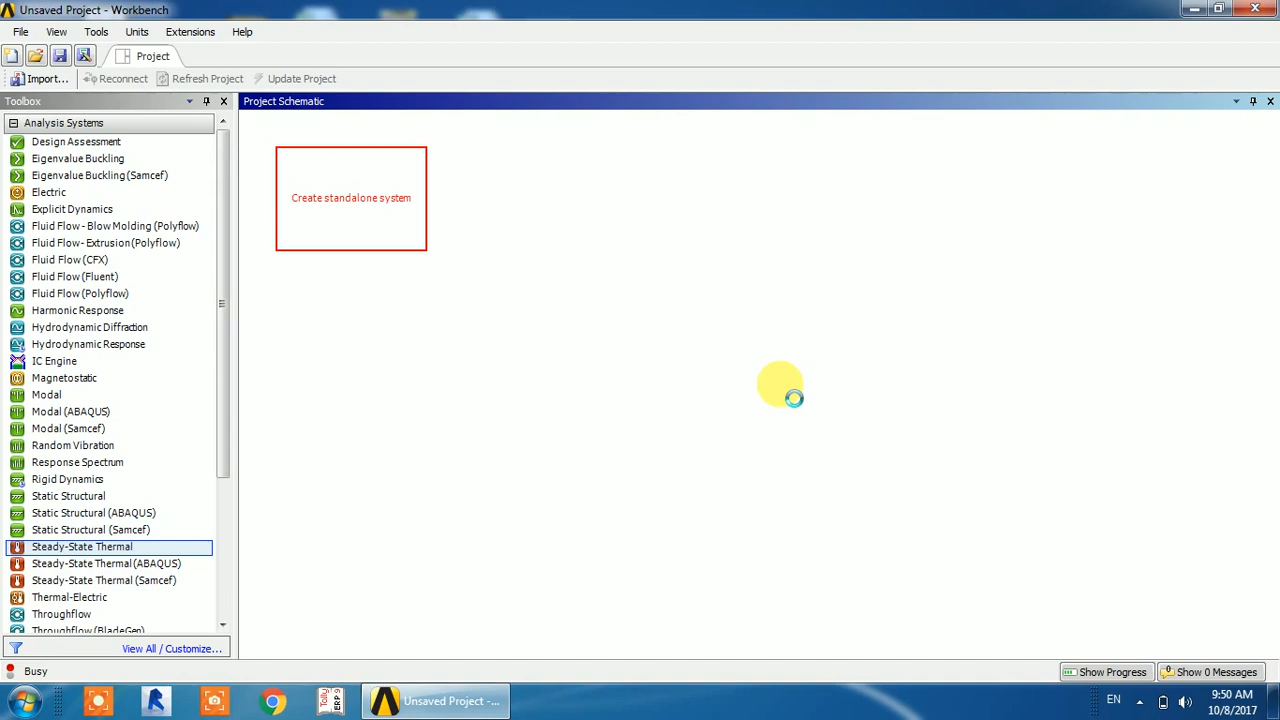 Unsaved Project - Workbench
File View Tools Units Extensions Help
Project
Import... Reconnect Refresh Project Update Project
Toolbox
Project Schematic
Analysis Systems
Design Assessment
Eigenvalue Buckling
Eigenvalue Buckling (Samcef)
Electric
Explicit Dynamics
Fluid Flow - Blow Molding (Polyflow)
Fluid Flow - Extrusion (Polyflow)
Fluid Flow (CFX)
Fluid Flow (Fluent)
Fluid Flow (Polyflow)
Harmonic Response
Hydrodynamic Diffraction
Hydrodynamic Response
IC Engine
Magnetostatic
Modal
Modal (ABAQUS)
Modal (Samcef)
Random Vibration
Response Spectrum
Rigid Dynamics
Static Structural
Static Structural (ABAQUS)
Static Structural (Samcef)
Steady-State Thermal
Steady-State Thermal (ABAQUS)
Steady-State Thermal (Samcef)
Thermal-Electric
Throughflow
Throughflow (BladeGen)
View All / Customize...
Create standalone system
Busy
Show Progress
Show 0 Messages
Tally
ERP 9
Unsaved Project -...
EN
9:50 AM
10/8/2017